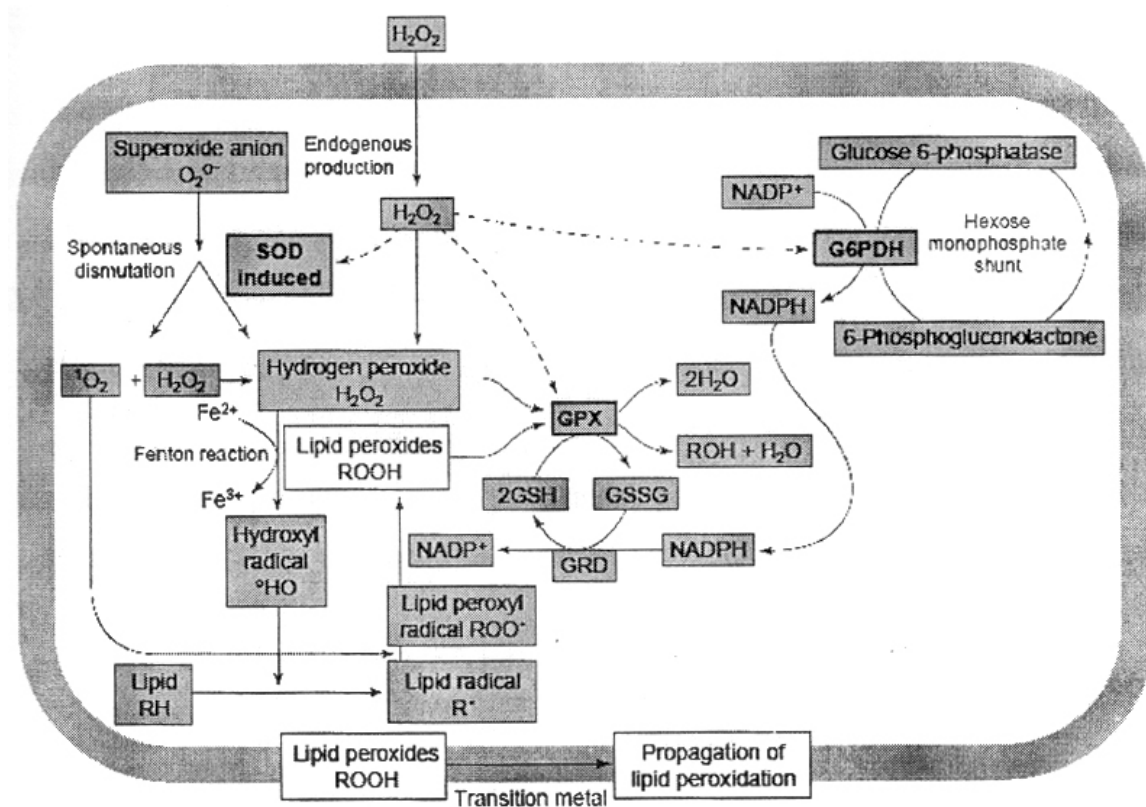 H₂O₂
Superoxide anion
O₂º⁻
Endogenous
production
H₂O₂
Spontaneous
dismutation
SOD
induced
Glucose 6-phosphatase
NADP⁺
Hexose
monophosphate
shunt
G6PDH
NADPH
6-Phosphogluconolactone
¹O₂
+
H₂O₂
Hydrogen peroxide
H₂O₂
Fe²⁺
Fenton reaction
Fe³⁺
Lipid peroxides
ROOH
GPX
2H₂O
ROH + H₂O
2GSH
GSSG
NADP⁺
GRD
NADPH
Hydroxyl
radical
ºHO
Lipid peroxyl
radical ROO˙
Lipid
RH
Lipid radical
R˙
Lipid peroxides
ROOH
Transition metal
Propagation of
lipid peroxidation